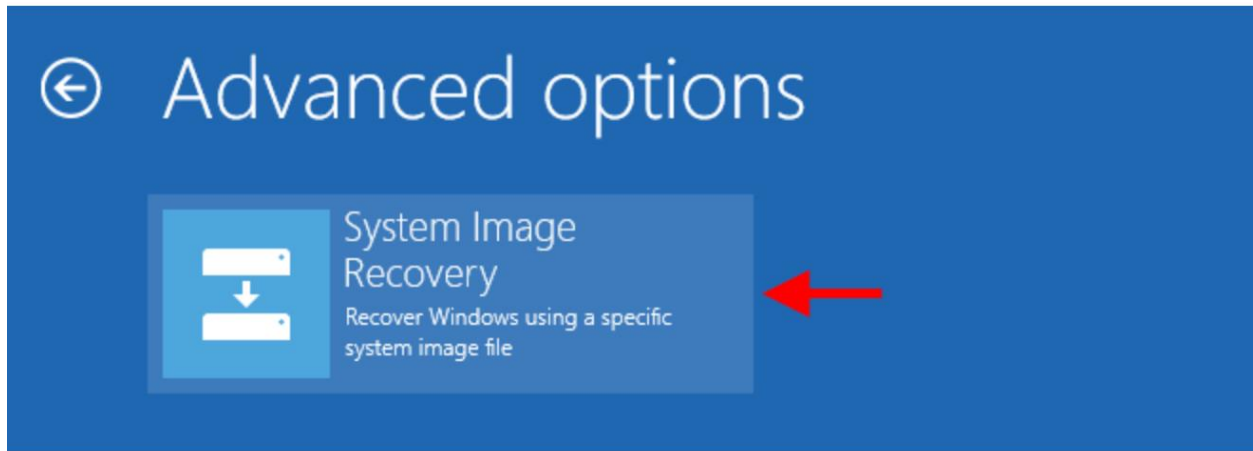 Advanced options
System Image
Recovery
Recover Windows using a specific
system image file